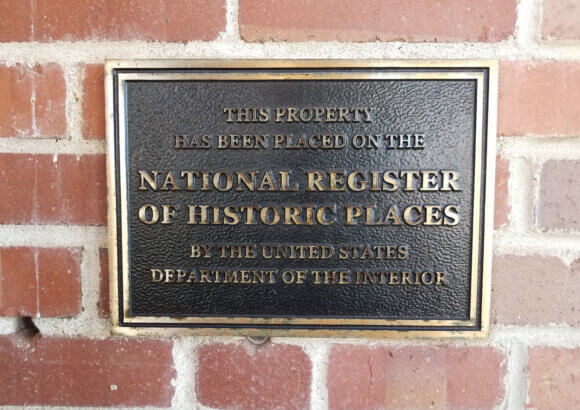 THIS PROPERTY
HAS BEEN PLACED ON THE
NATIONAL REGISTER
OF HISTORIC PLACES
BY THE UNITED STATES
DEPARTMENT OF THE INTERIOR